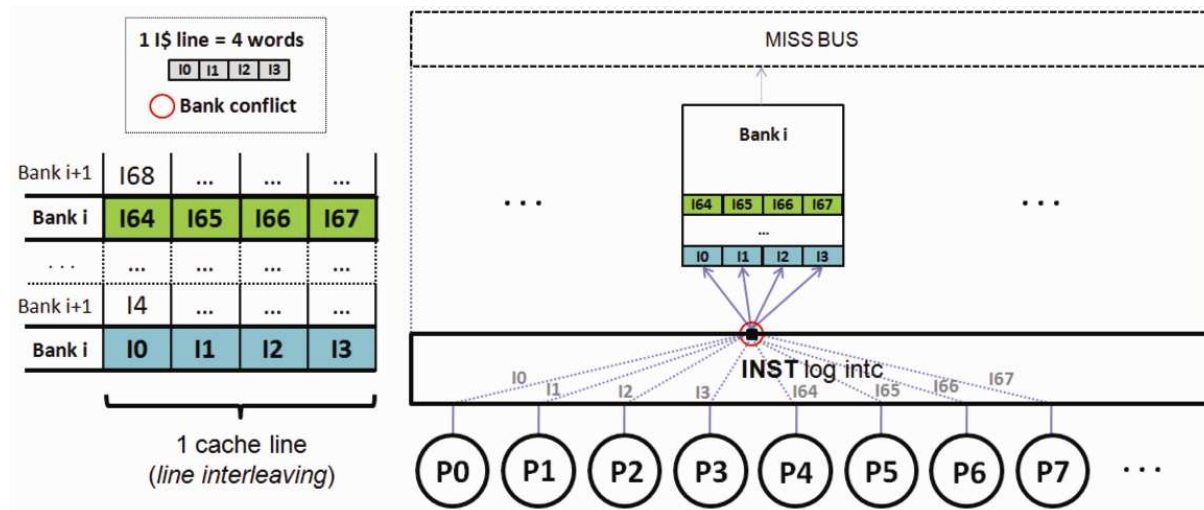 1 I$ line = 4 words
I0 I1 I2 I3
Bank conflict
Bank i+1 I68 ... ... ...
Bank i I64 I65 I66 I67
... ... ... ... ...
Bank i+1 I4 ... ... ...
Bank i I0 I1 I2 I3
1 cache line
(line interleaving)
MISS BUS
Bank i
I64 I65 I66 I67
...
I0 I1 I2 I3
... ...
INST log intc
I0 I1 I2 I3 I64 I65 I66 I67
P0 P1 P2 P3 P4 P5 P6 P7 ...